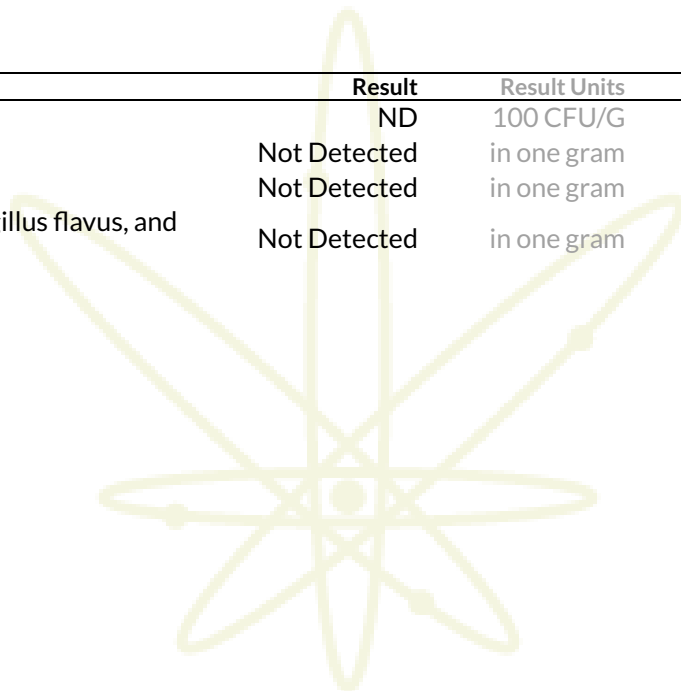 Result Result Units
ND 100 CFU/G
Not Detected in one gram
Not Detected in one gram
illus flavus, and
Not Detected in one gram